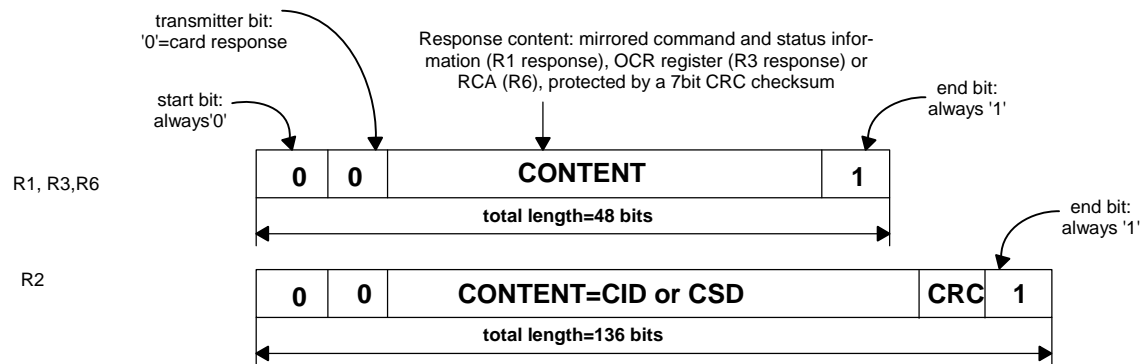 transmitter bit:
'0'=card response
Response content: mirrored command and status infor-
mation (R1 response), OCR register (R3 response) or
RCA (R6), protected by a 7bit CRC checksum
start bit:
always'0'
end bit:
always '1'
R1, R3,R6
0 0 CONTENT 1
total length=48 bits
end bit:
always '1'
R2
0 0 CONTENT=CID or CSD CRC 1
total length=136 bits